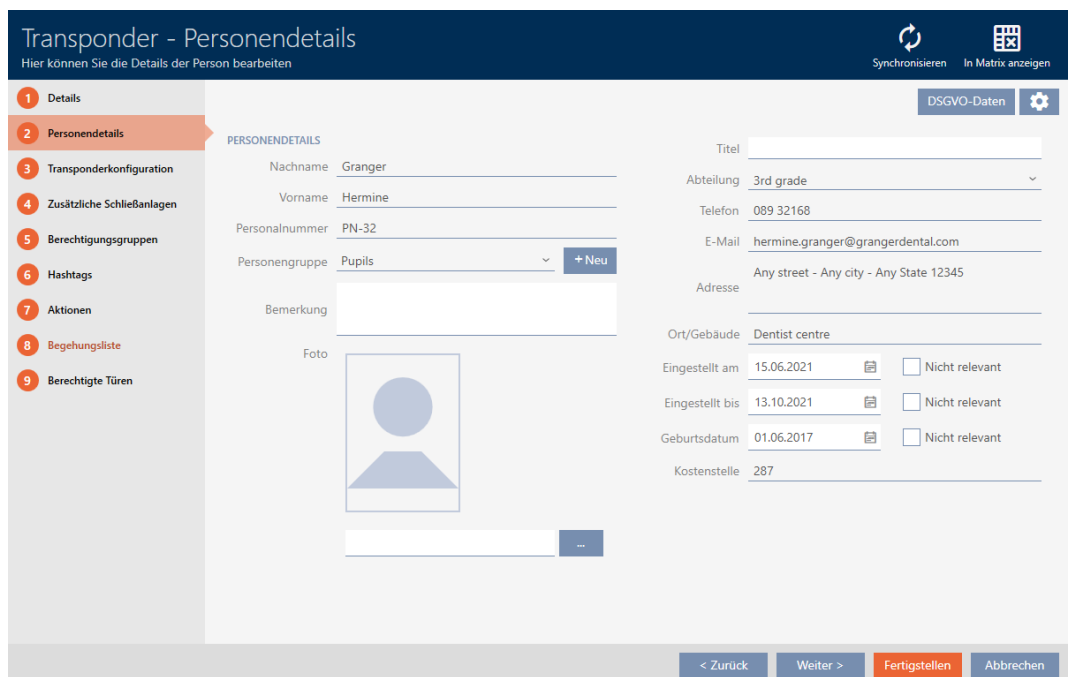 Transponder - Personendetails
Hier können Sie die Details der Person bearbeiten
Synchronisieren
In Matrix anzeigen
1 Details
2 Personendetails
3 Transponderkonfiguration
4 Zusätzliche Schließanlagen
5 Berechtigungsgruppen
6 Hashtags
7 Aktionen
8 Begehungsliste
9 Berechtigte Türen
DSGVO-Daten
PERSONENDETAILS
Nachname Granger
Vorname Hermine
Personalnummer PN-32
Personengruppe Pupils + Neu
Bemerkung
Foto
...
Titel
Abteilung 3rd grade
Telefon 089 32168
E-Mail hermine.granger@grangerdental.com
Adresse Any street - Any city - Any State 12345
Ort/Gebäude Dentist centre
Eingestellt am 15.06.2021 Nicht relevant
Eingestellt bis 13.10.2021 Nicht relevant
Geburtsdatum 01.06.2017 Nicht relevant
Kostenstelle 287
< Zurück Weiter > Fertigstellen Abbrechen